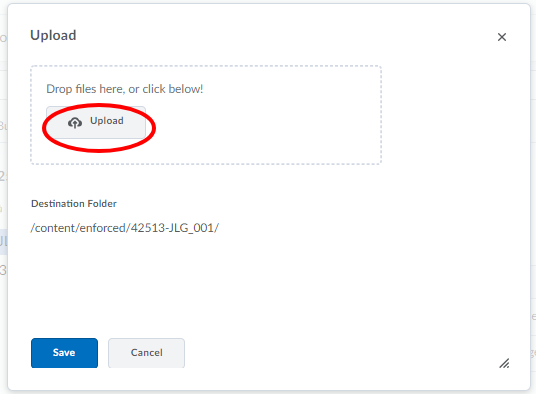 Upload
Drop files here, or click below!
Upload
Destination Folder
/content/enforced/42513-JLG_001/
Save
Cancel